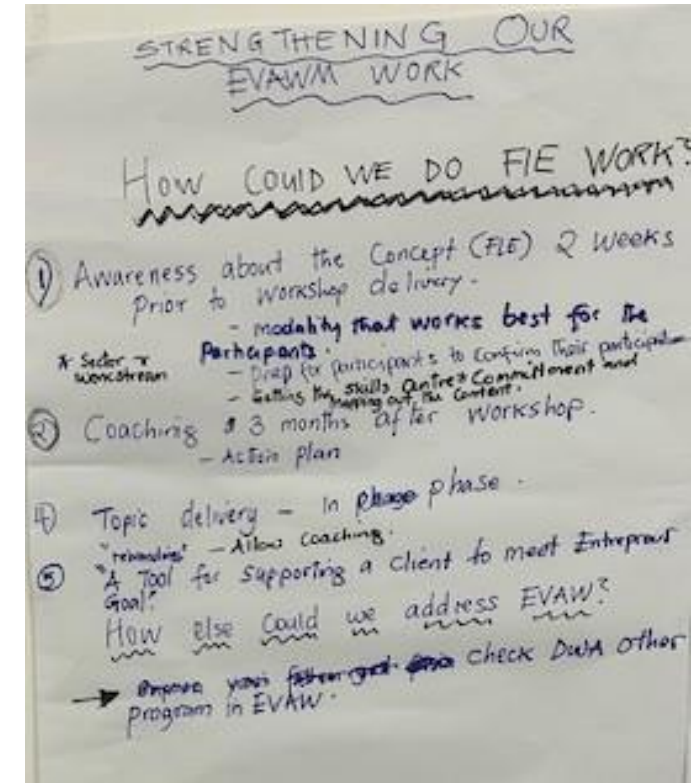 STRENGTHENING OUR
EVAWM WORK
HOW COULD WE DO FIE WORK?
1) Awareness about the Concept (FLE) 2 weeks
Prior to workshop delivery.
- modality that works best for the
Participants.
* Sector &
workstream
- Prep for participants to confirm their participation
- Getting the skills Centre's Commitment and
mapping out the Content.
2) Coaching 3 months after workshop.
- Action plan
4) Topic delivery - in phase.
- Allow Coaching.
5) "A Tool for Supporting a Client to meet Entreprenr
Goal"
How else Could we address EVAW?
→ your check DWA other
program in EVAW.